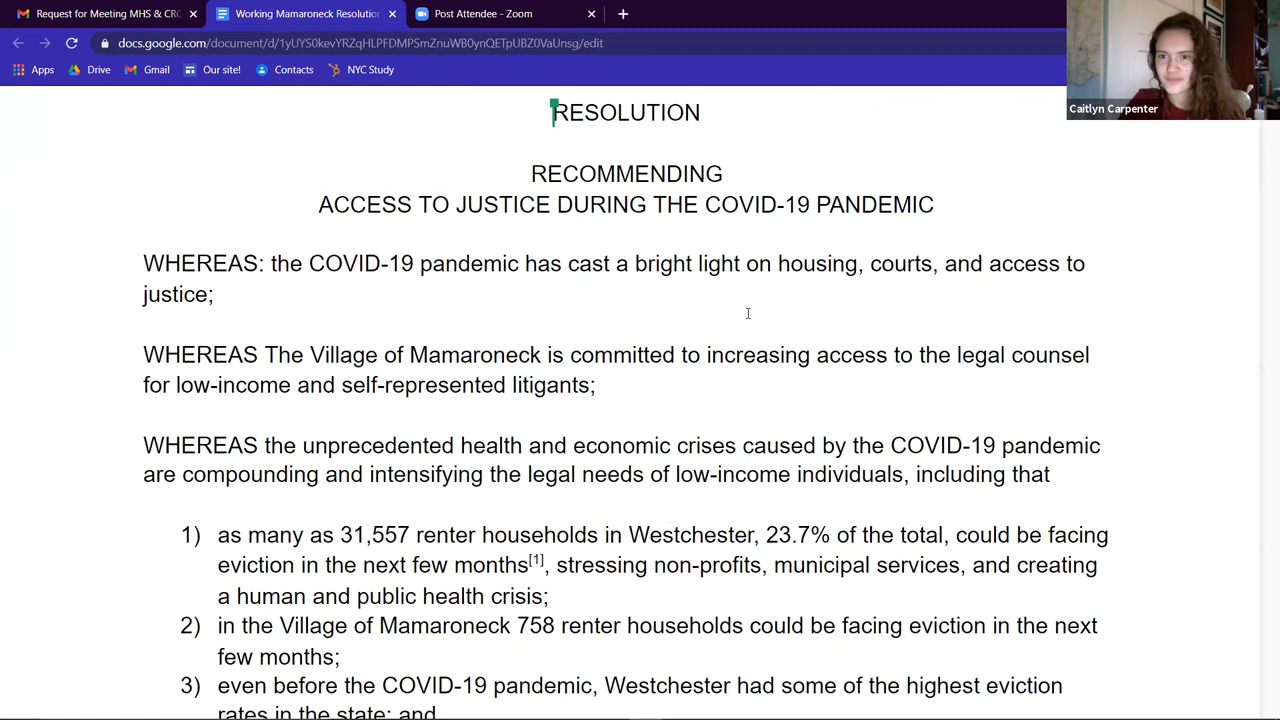 Request for Meeting MHS & CRC
Working Mamaroneck Resolution
Post Attendee - Zoom
docs.google.com/document/d/1yUYS0kevYRZqHLPFDMPSmZnuWB0ynQETpUBZ0VaUnsg/edit
Apps
Drive
Gmail
Our site!
Contacts
NYC Study
Caitlyn Carpenter
RESOLUTION
RECOMMENDING
ACCESS TO JUSTICE DURING THE COVID-19 PANDEMIC
WHEREAS: the COVID-19 pandemic has cast a bright light on housing, courts, and access to
justice;
WHEREAS The Village of Mamaroneck is committed to increasing access to the legal counsel
for low-income and self-represented litigants;
WHEREAS the unprecedented health and economic crises caused by the COVID-19 pandemic
are compounding and intensifying the legal needs of low-income individuals, including that
1) as many as 31,557 renter households in Westchester, 23.7% of the total, could be facing
eviction in the next few months[1], stressing non-profits, municipal services, and creating
a human and public health crisis;
2) in the Village of Mamaroneck 758 renter households could be facing eviction in the next
few months;
3) even before the COVID-19 pandemic, Westchester had some of the highest eviction
rates in the state; and